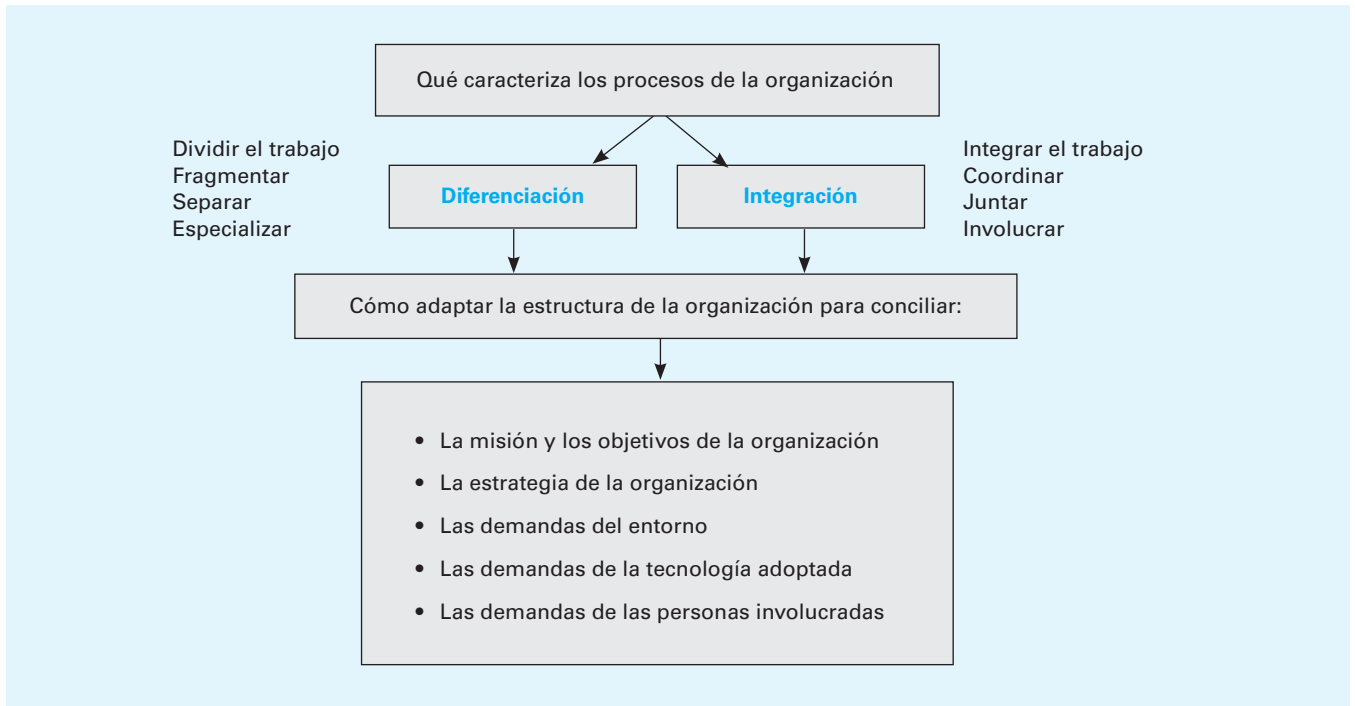 Qué caracteriza los procesos de la organización
Dividir el trabajo
Fragmentar
Separar
Especializar
Diferenciación
Integración
Integrar el trabajo
Coordinar
Juntar
Involucrar
Cómo adaptar la estructura de la organización para conciliar:
• La misión y los objetivos de la organización
• La estrategia de la organización
• Las demandas del entorno
• Las demandas de la tecnología adoptada
• Las demandas de las personas involucradas